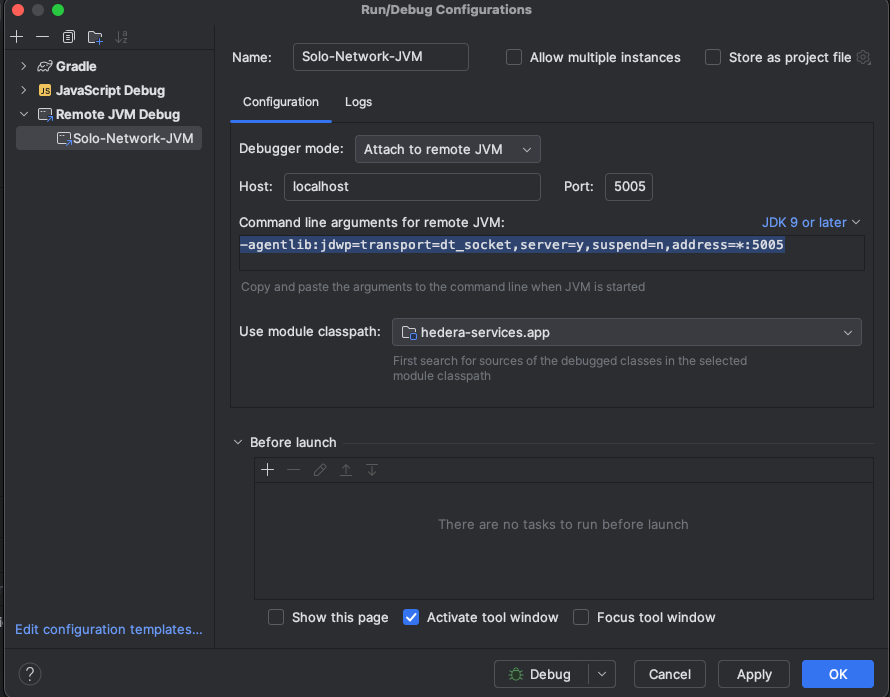 Run/Debug Configurations
Gradle
JS JavaScript Debug
Remote JVM Debug
Solo-Network-JVM
Edit configuration templates...
Name: Solo-Network-JVM Allow multiple instances Store as project file
Configuration Logs
Debugger mode: Attach to remote JVM
Host: localhost Port: 5005
Command line arguments for remote JVM: JDK 9 or later
-agentlib:jdwp=transport=dt_socket,server=y,suspend=n,address=*:5005
Copy and paste the arguments to the command line when JVM is started
Use module classpath: hedera-services.app
First search for sources of the debugged classes in the selected
module classpath
Before launch
There are no tasks to run before launch
Show this page Activate tool window Focus tool window
? Debug Cancel Apply OK